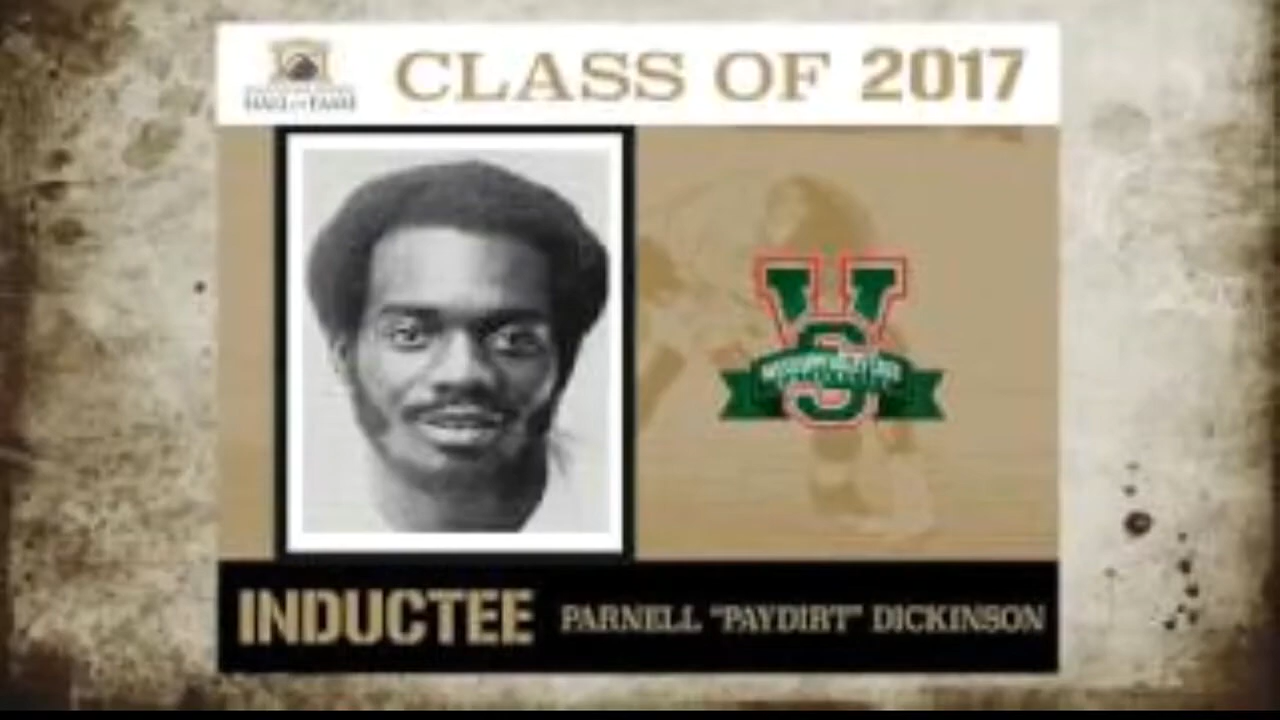 CLASS OF 2017
HALL OF FAME
INDUCTEE PARNELL "PAYDIRT" DICKINSON